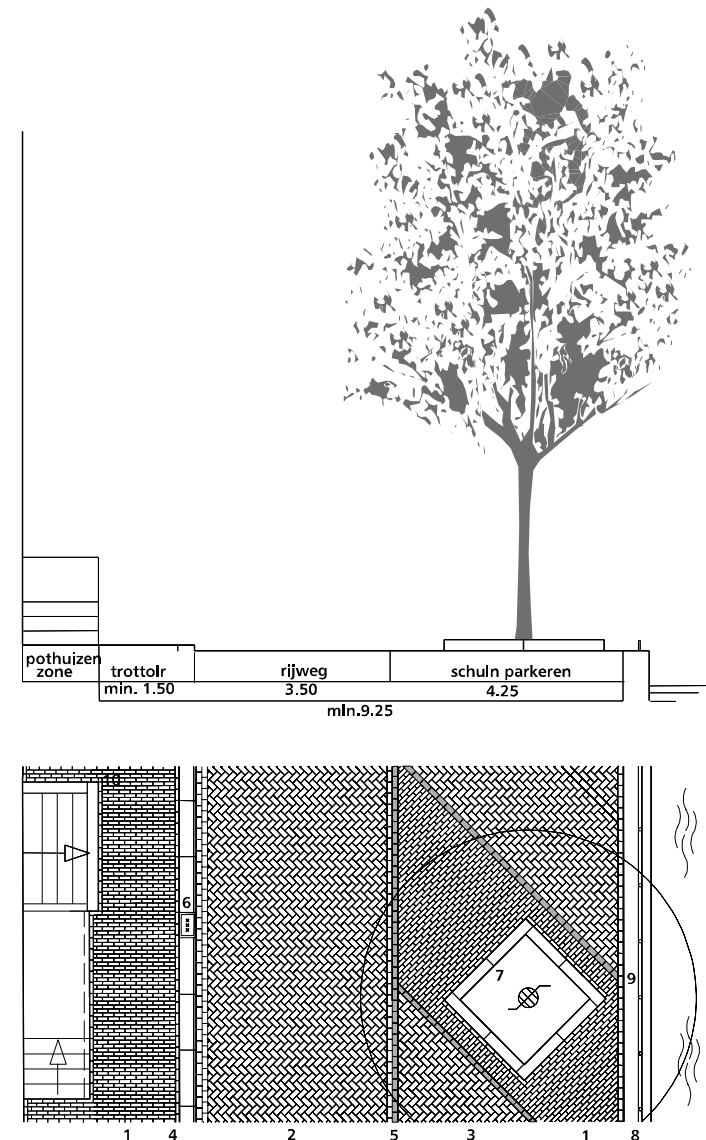 pothuizen
zone
trottoir
rijweg
schuin parkeren
min. 1.50
3.50
4.25
min.9.25
10
6
xxx
7
9
1 4 2 5 3 1 8